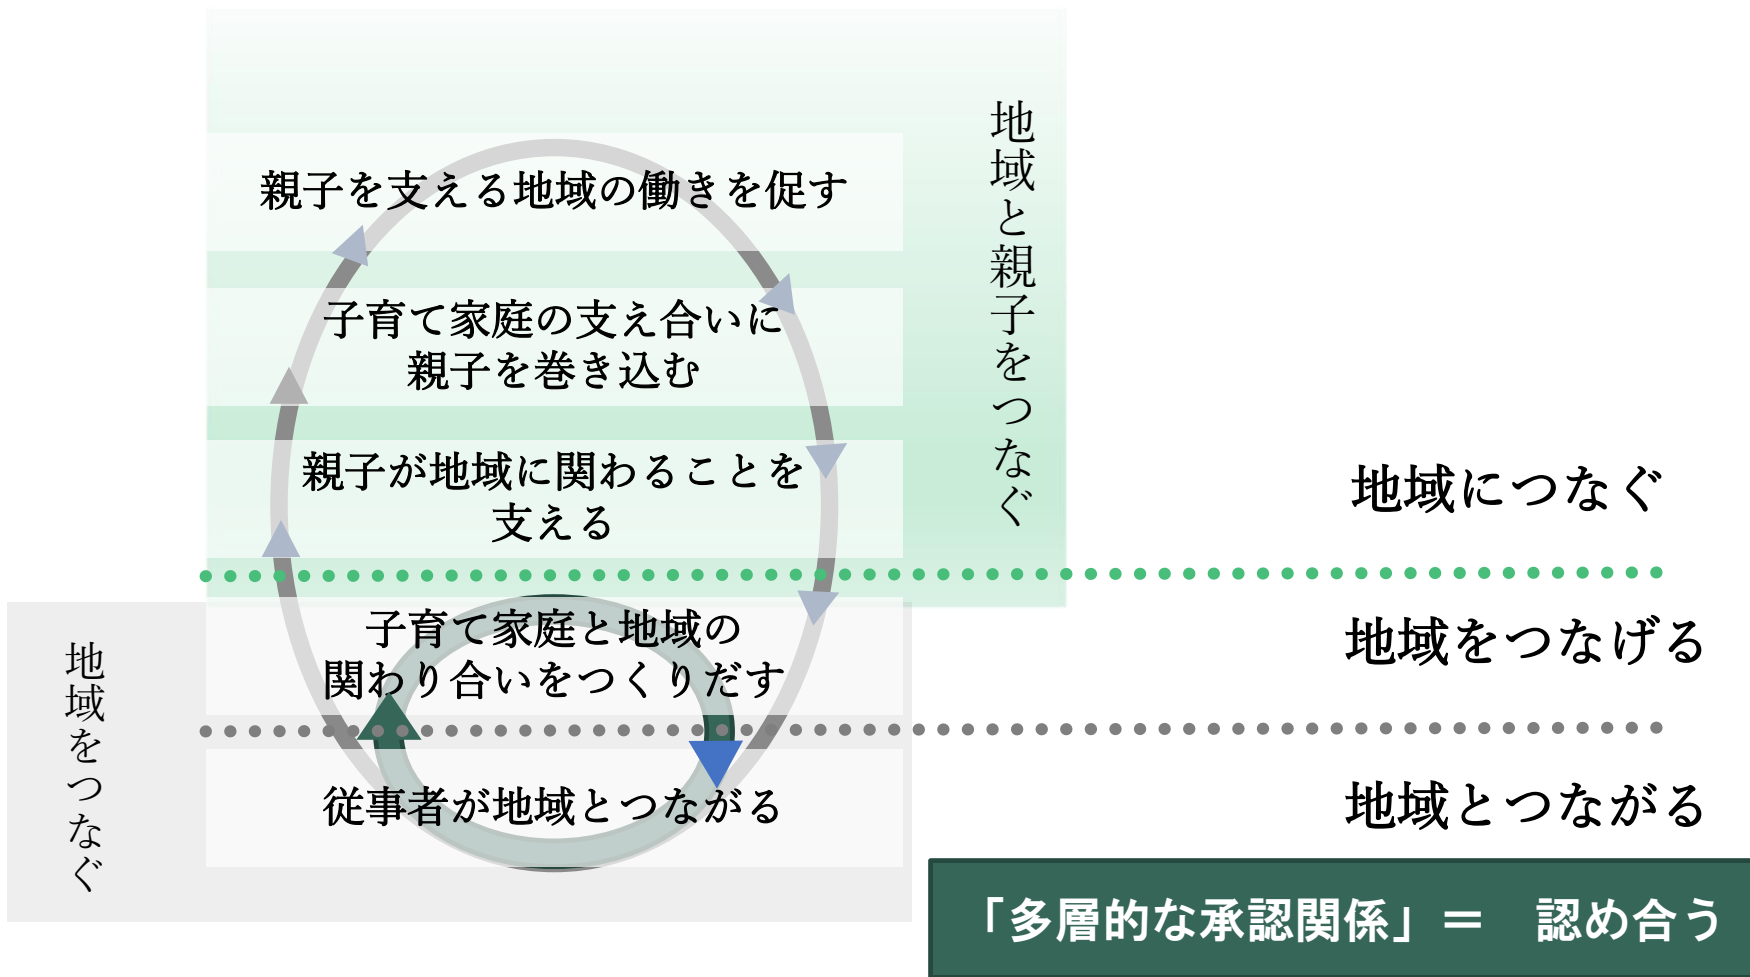 地域と親子をつなぐ
親子を支える地域の働きを促す
子育て家庭の支え合いに
親子を巻き込む
親子が地域に関わることを
支える
地域につなぐ
子育て家庭と地域の
関わり合いをつくりだす
地域をつなげる
地域をつなぐ
従事者が地域とつながる
地域とつながる
「多層的な承認関係」＝　認め合う